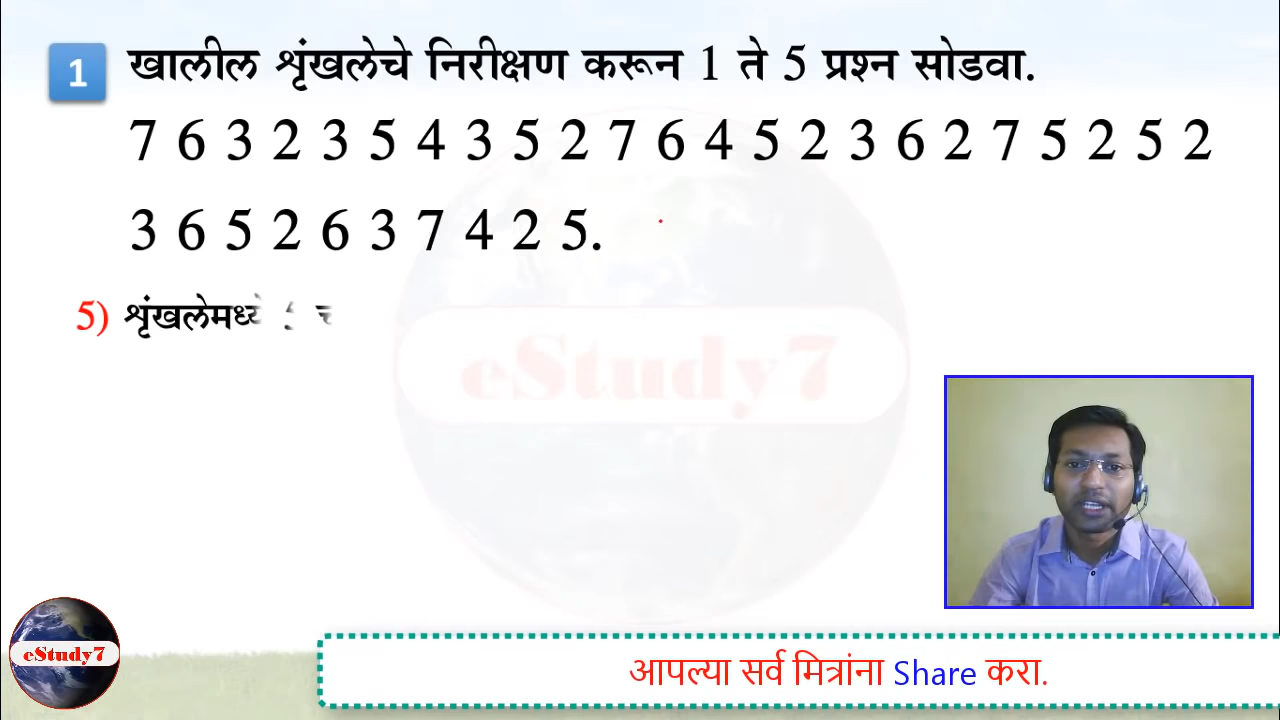 1 खालील शृंखलेचे निरीक्षण करून 1 ते 5 प्रश्न सोडवा.
7 6 3 2 3 5 4 3 5 2 7 6 4 5 2 3 6 2 7 5 2 5 2
3 6 5 2 6 3 7 4 2 5.
5) शृंखलेमध्ये
eStudy7
eStudy7
आपल्या सर्व मित्रांना Share करा.